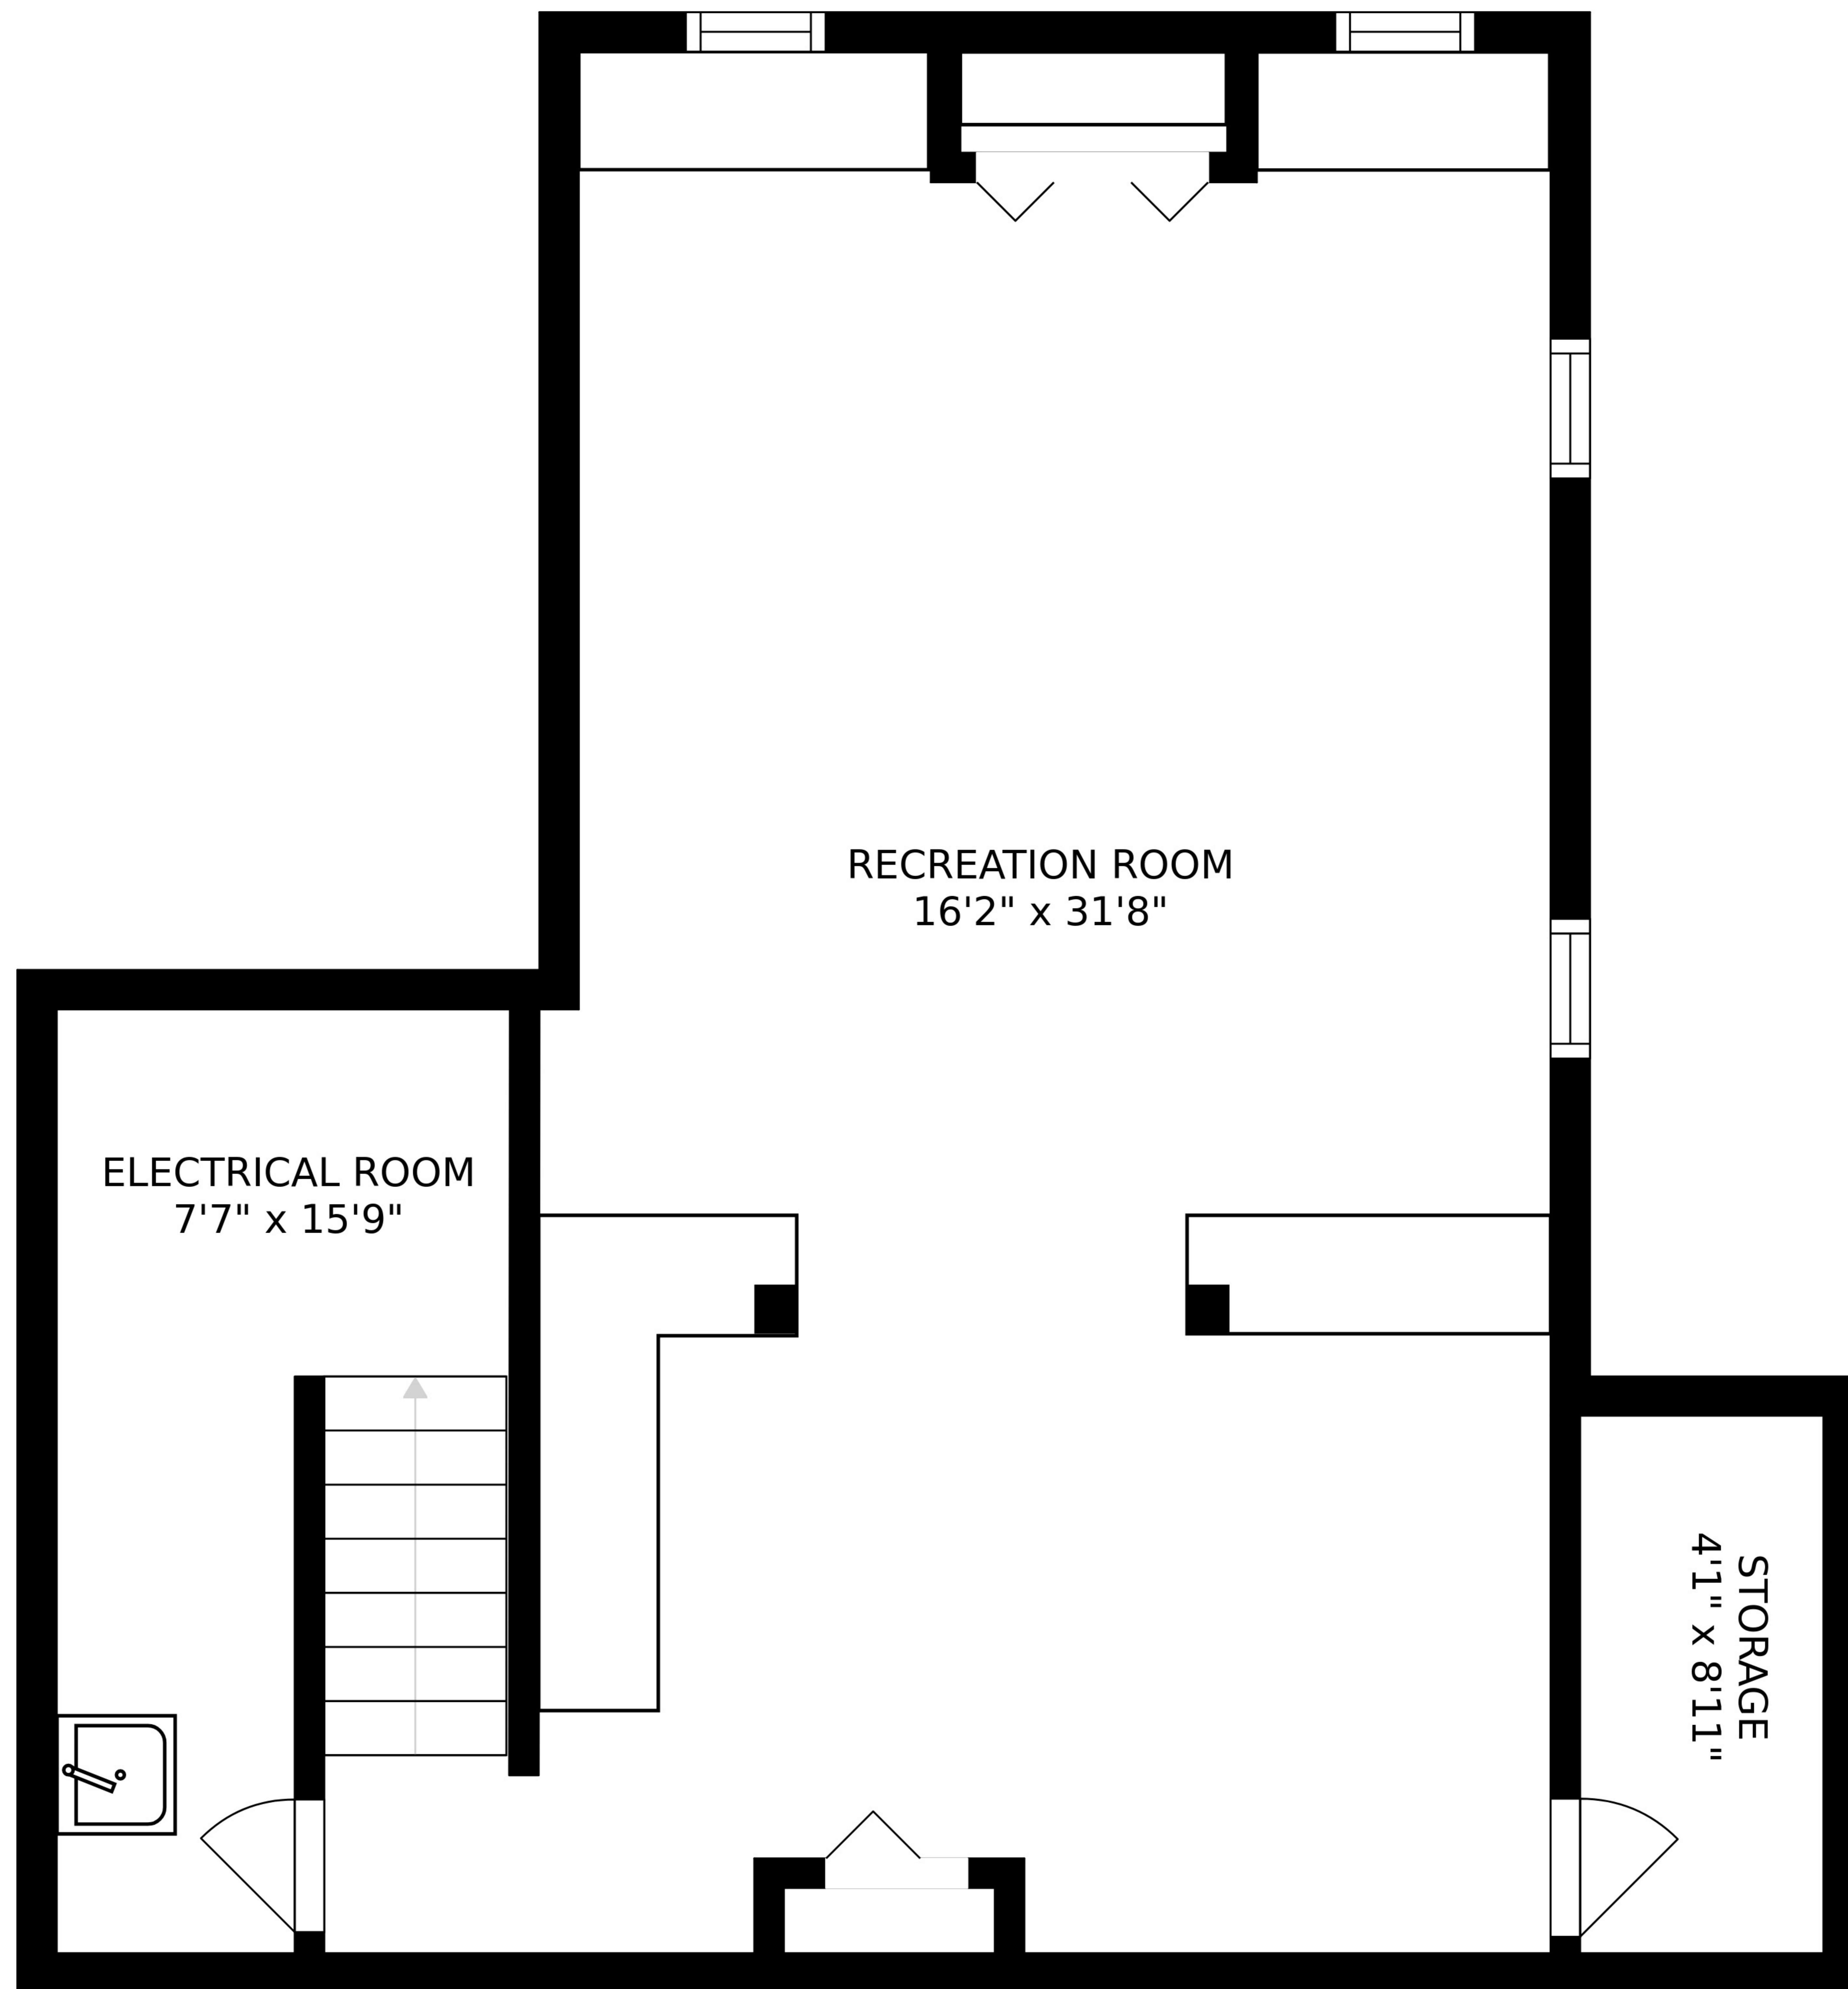 RECREATION ROOM
16'2" x 31'8"
ELECTRICAL ROOM
7'7" x 15'9"
STORAGE
4'1" x 8'11"